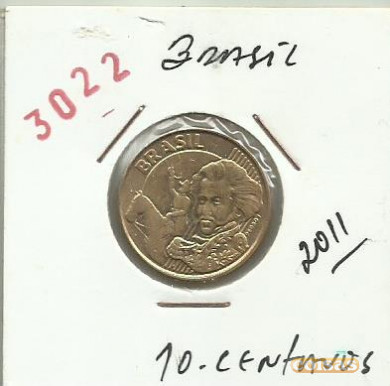 3022
Brasil
BRASIL
2011
10. CENtavos